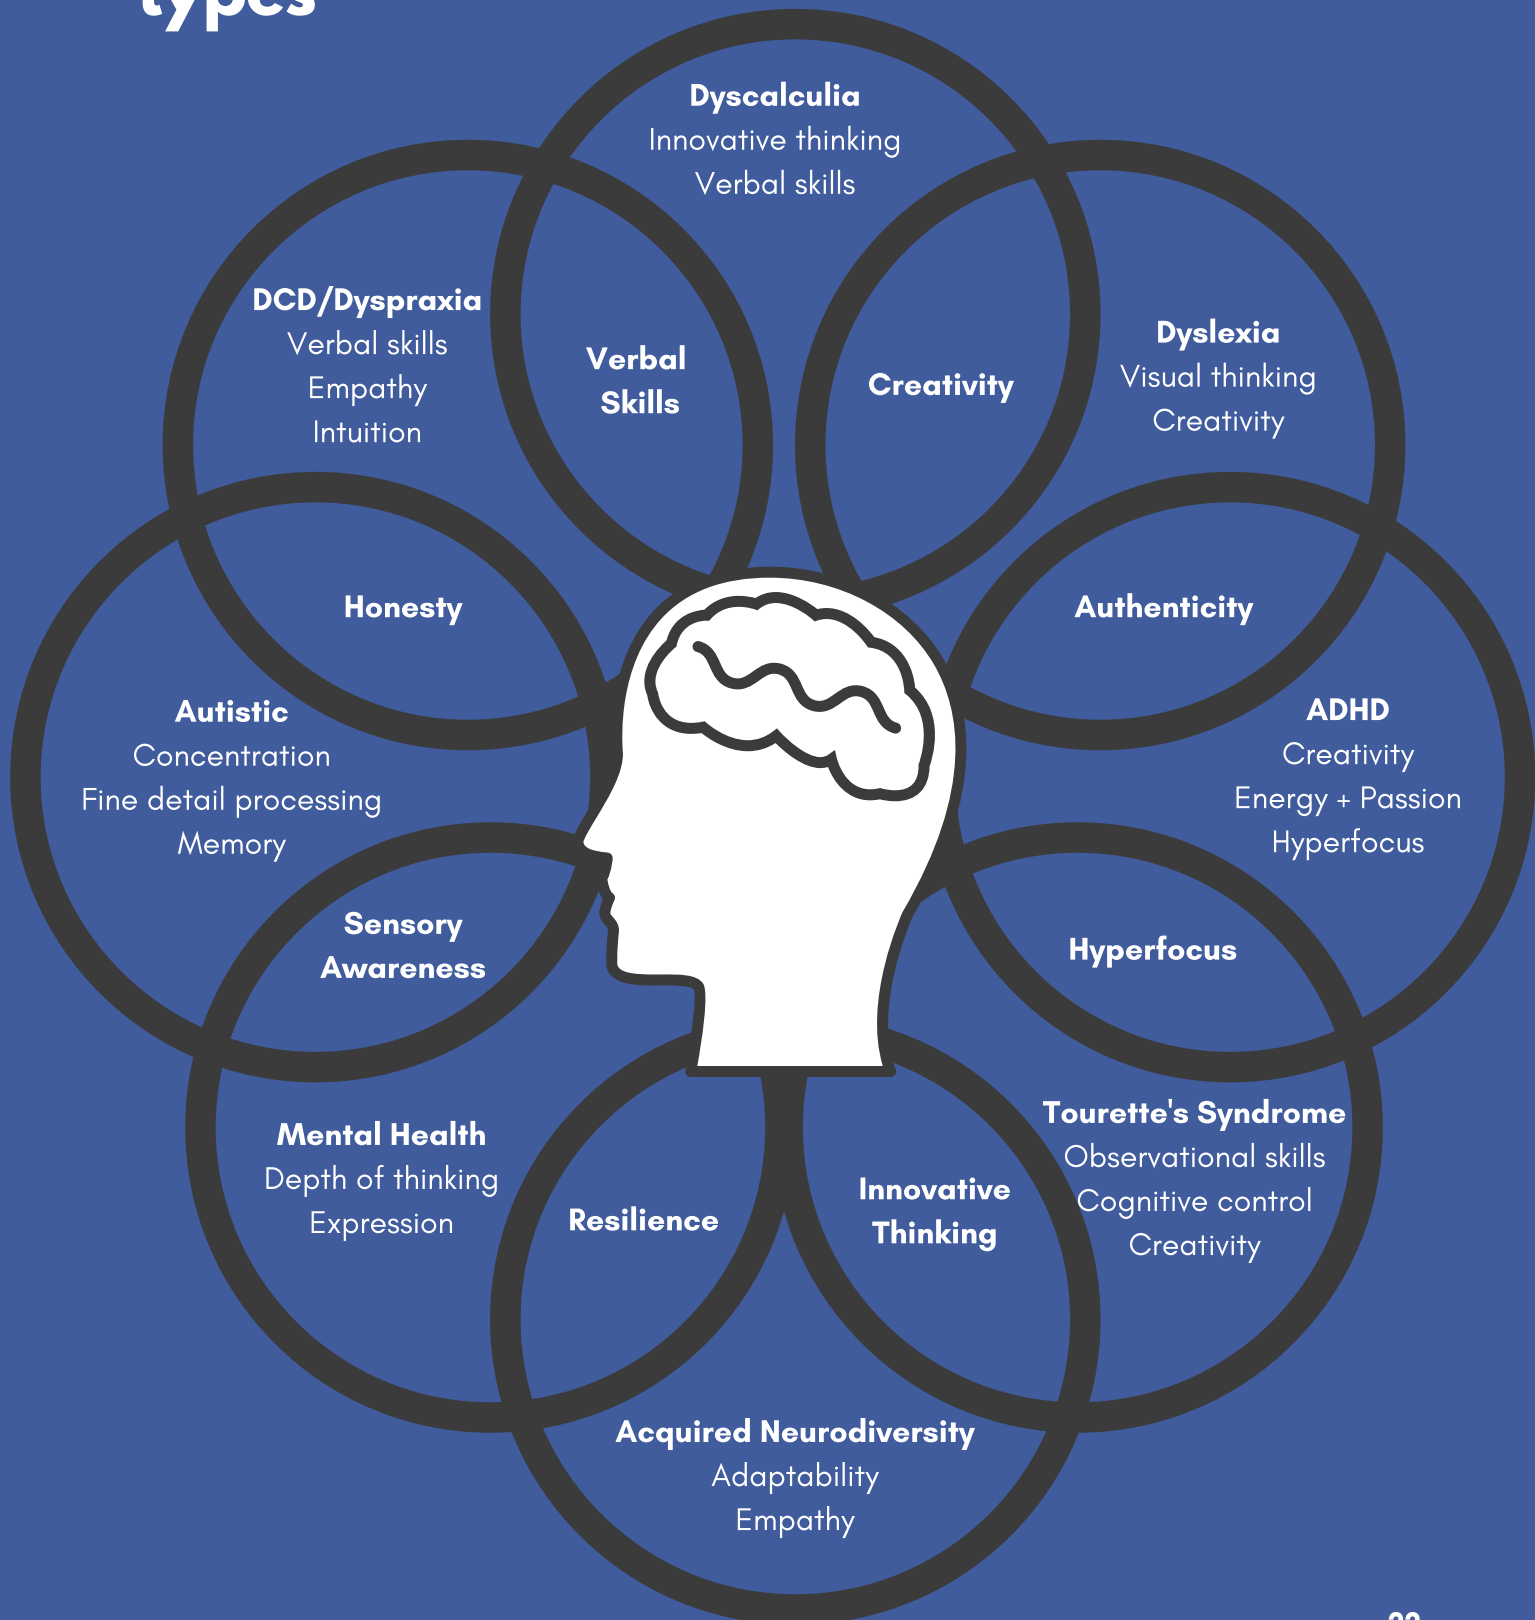 types
Dyscalculia
Innovative thinking
Verbal skills
DCD/Dyspraxia
Verbal skills
Empathy
Intuition
Verbal
Skills
Creativity
Dyslexia
Visual thinking
Creativity
Honesty
Authenticity
Autistic
Concentration
Fine detail processing
Memory
ADHD
Creativity
Energy + Passion
Hyperfocus
Sensory
Awareness
Hyperfocus
Mental Health
Depth of thinking
Expression
Resilience
Innovative
Thinking
Tourette's Syndrome
Observational skills
Cognitive control
Creativity
Acquired Neurodiversity
Adaptability
Empathy